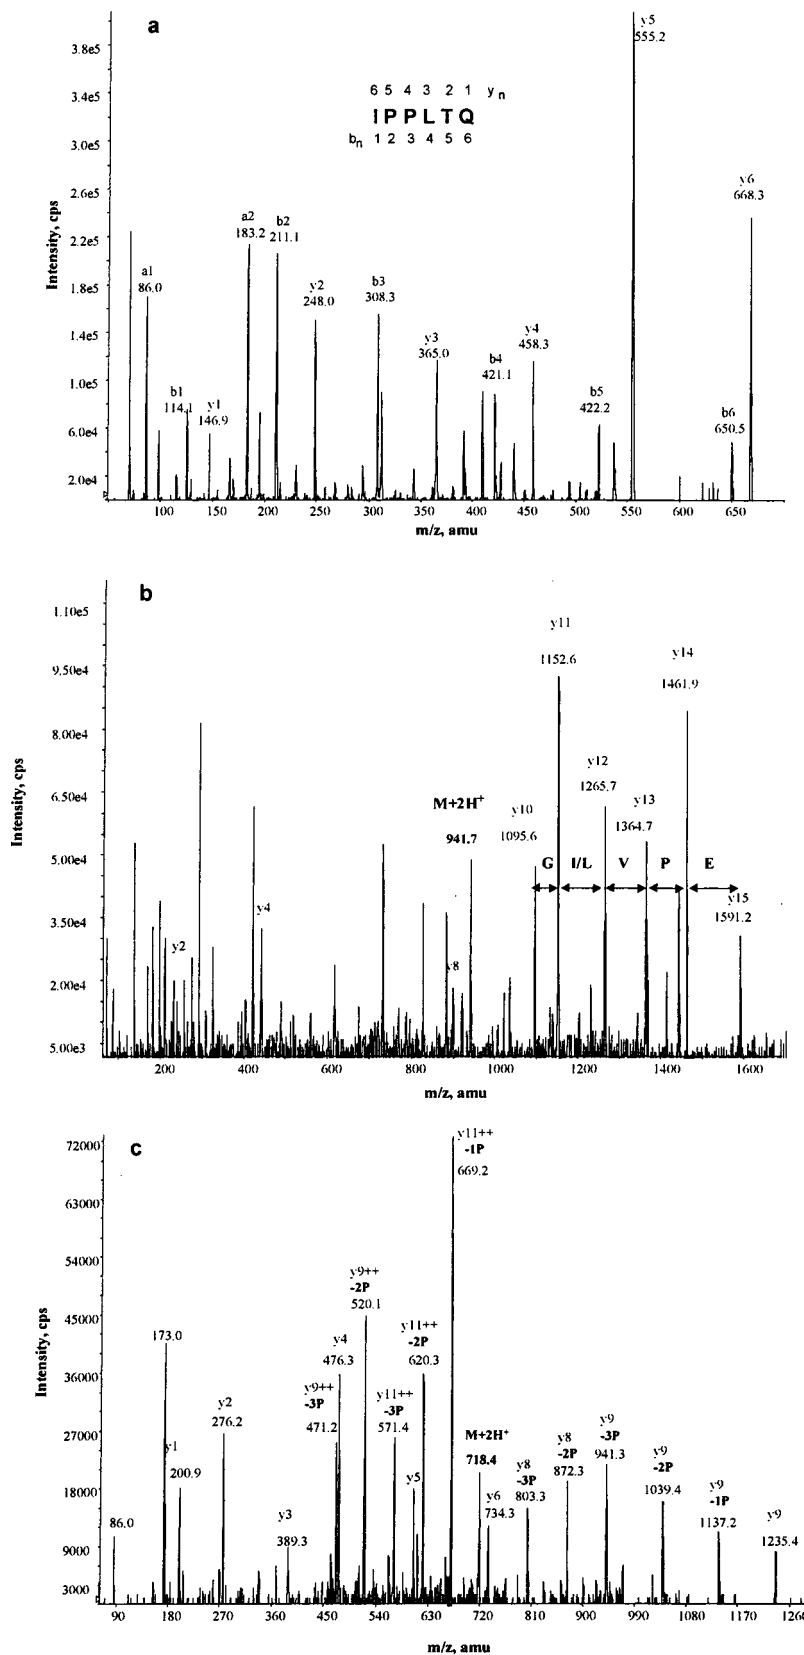 a
y5
555.2
3.8e5
3.4e5
3.0e5
2.6e5
2.2e5
1.8e5
1.4e5
1.0e5
6.0e4
2.0e4
Intensity, cps
6 5 4 3 2 1 yn
I P P L T Q
bn 1 2 3 4 5 6
y6
668.3
a2
183.2
b2
211.1
a1
86.0
b3
308.3
y2
248.0
y3
365.0
y4
458.3
b4
421.1
b1
114.1
y1
146.9
b5
422.2
b6
650.5
100 150 200 250 300 350 400 450 500 550 600 650
m/z, amu
b
1.10e5
9.50e4
8.00e4
6.50e4
5.00e4
3.50e4
2.00e4
5.00e3
Intensity, cps
y11
1152.6
y14
1461.9
y12
1265.7
y13
1364.7
M+2H+
941.7
y10
1095.6
G I/L V P E
y15
1591.2
y4
y2
y8
200 400 600 800 1000 1200 1400 1600
m/z, amu
c
72000
63000
54000
45000
36000
27000
18000
9000
3000
Intensity, cps
y11++
-1P
669.2
y9++
-2P
520.1
y4
476.3
y11++
-2P
620.3
173.0
y9++
-3P
471.2
y11++
-3P
571.4
y2
276.2
y1
200.9
M+2H+
718.4
y5
y8
-2P
872.3
y9
-3P
941.3
y9
-2P
1039.4
y6
734.3
y8
-3P
803.3
y9
-1P
1137.2
86.0
y3
389.3
y9
1235.4
90 180 270 360 450 540 630 720 810 900 990 1080 1170 1260
m/z, amu